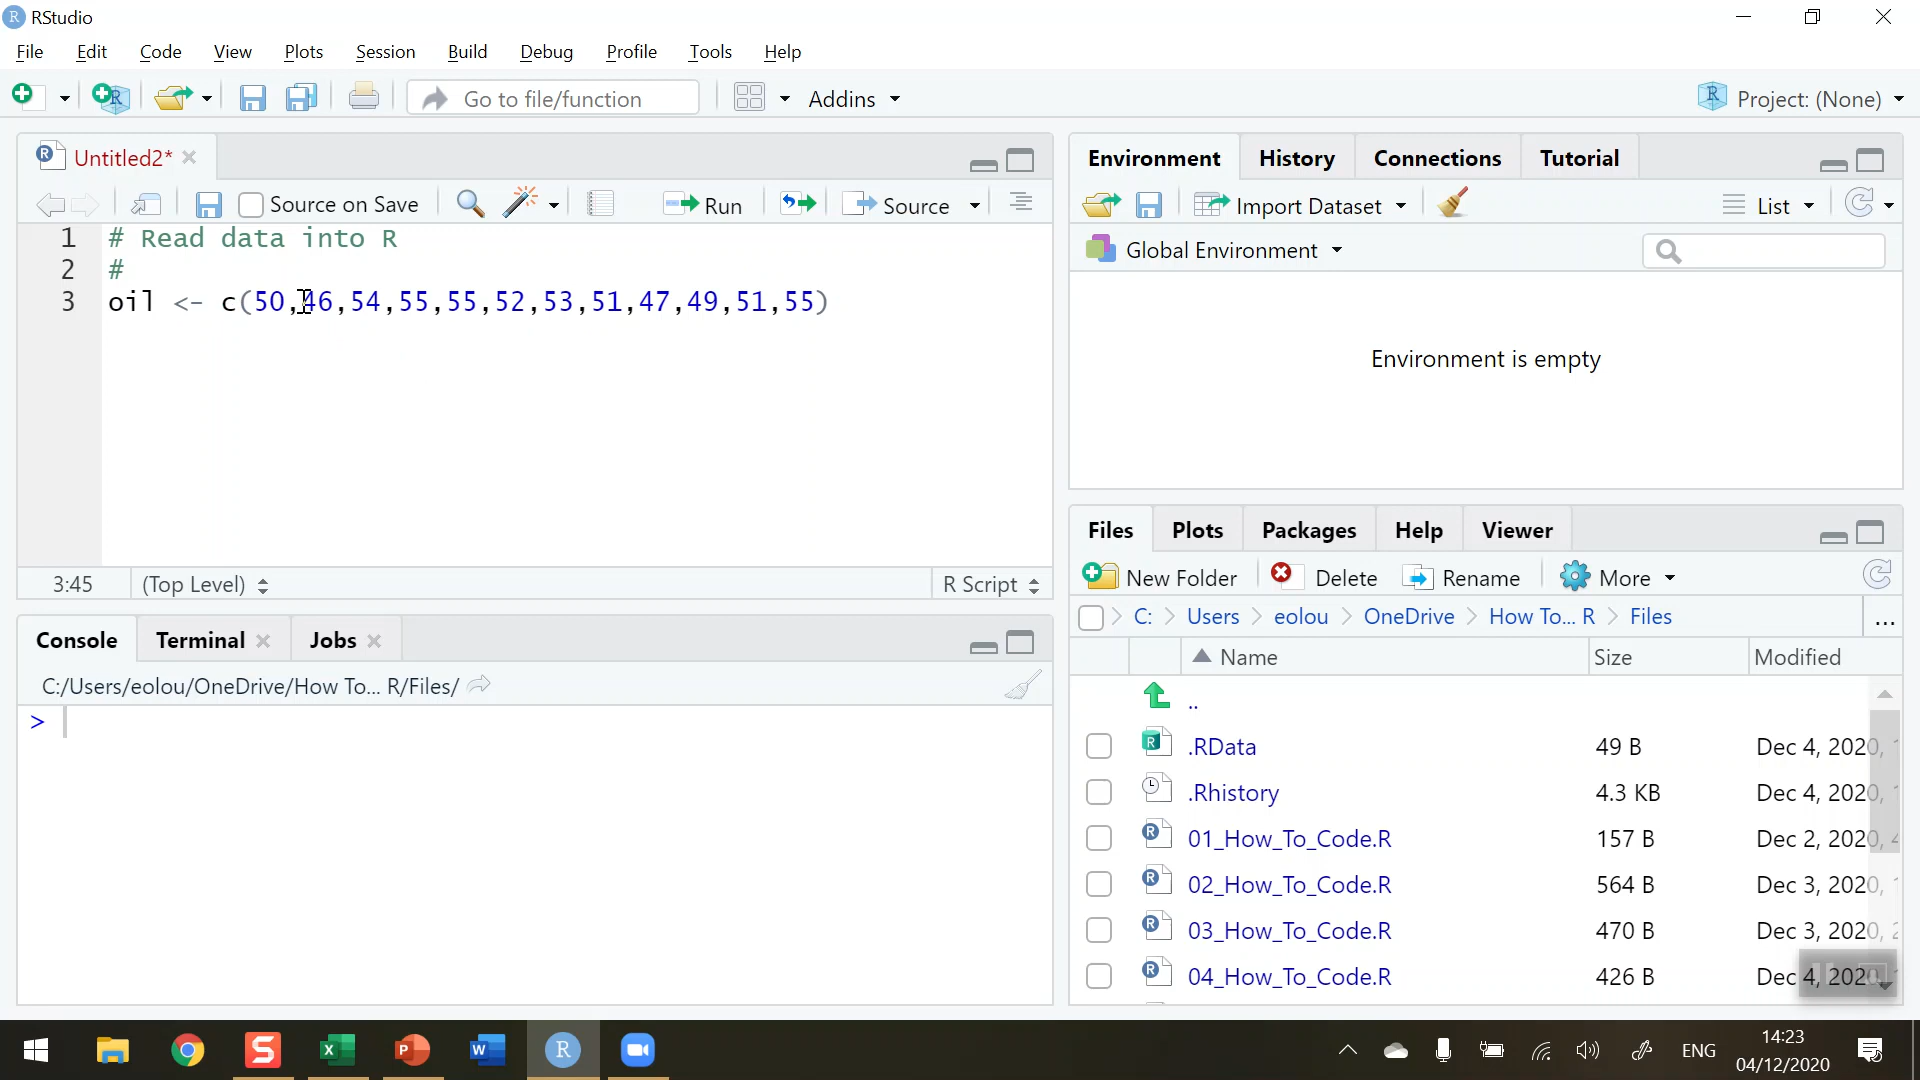 RStudio
File Edit Code View Plots Session Build Debug Profile Tools Help
Go to file/function Addins Project: (None)
Untitled2*
Source on Save Run Source
1 # Read data into R
2 #
3 oil <- c(50,46,54,55,55,52,53,51,47,49,51,55)
3:45 (Top Level) R Script
Console Terminal Jobs
C:/Users/eolou/OneDrive/How To... R/Files/
>
Environment History Connections Tutorial
Import Dataset List
Global Environment
Environment is empty
Files Plots Packages Help Viewer
New Folder Delete Rename More
C: Users eolou OneDrive How To... R Files ...
Name Size Modified
..
.RData 49 B Dec 4, 2020,
.Rhistory 4.3 KB Dec 4, 2020,
01_How_To_Code.R 157 B Dec 2, 2020,
02_How_To_Code.R 564 B Dec 3, 2020,
03_How_To_Code.R 470 B Dec 3, 2020,
04_How_To_Code.R 426 B Dec 4, 2020,
ENG 14:23
04/12/2020